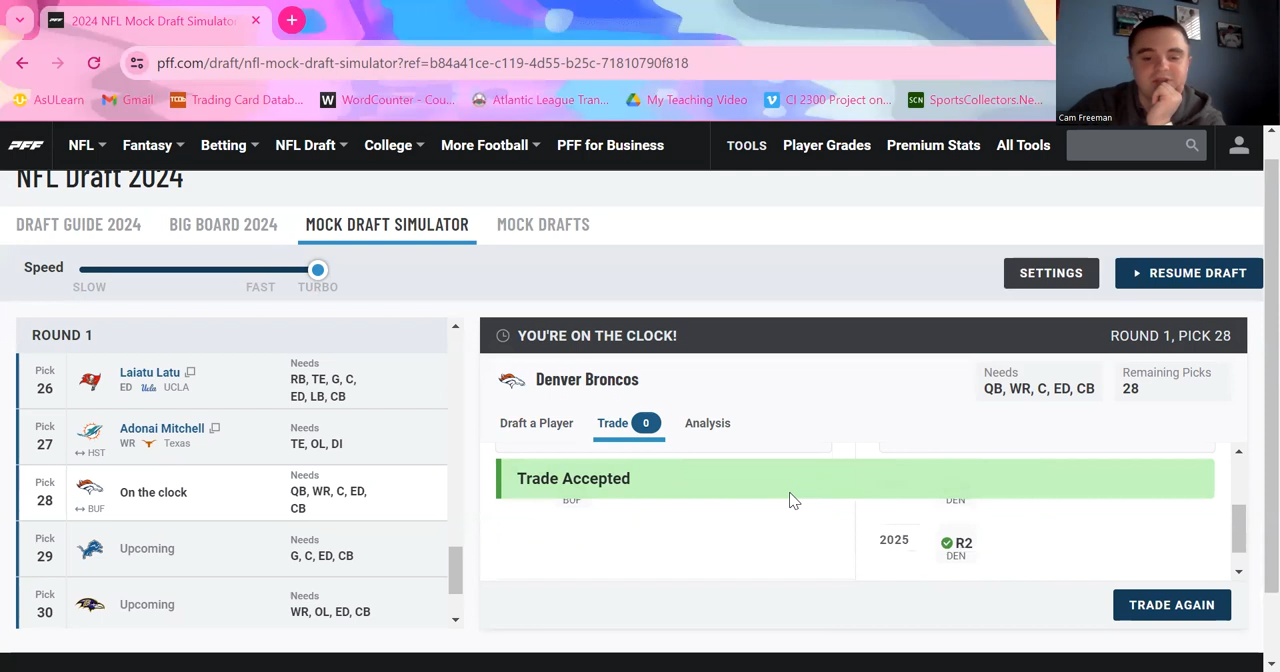 2024 NFL Mock Draft Simulator
pff.com/draft/nfl-mock-draft-simulator?ref=b84a41ce-c119-4d55-b25c-71810790f818
AsULearn
Gmail
Trading Card Datab...
WordCounter - Cou...
Atlantic League Tran...
My Teaching Video
CI 2300 Project on...
SportsCollectors.Ne...
Cam Freeman
PFF
NFL
Fantasy
Betting
NFL Draft
College
More Football
PFF for Business
TOOLS
Player Grades
Premium Stats
All Tools
NFL Draft 2024
DRAFT GUIDE 2024
BIG BOARD 2024
MOCK DRAFT SIMULATOR
MOCK DRAFTS
Speed
SLOW
FAST
TURBO
SETTINGS
RESUME DRAFT
ROUND 1
Pick
26
Laiatu Latu
ED Ucla UCLA
Needs
RB, TE, G, C,
ED, LB, CB
Pick
27
HST
Adonai Mitchell
WR Texas
Needs
TE, OL, DI
Pick
28
BUF
On the clock
Needs
QB, WR, C, ED,
CB
Pick
29
Upcoming
Needs
G, C, ED, CB
Pick
30
Upcoming
Needs
WR, OL, ED, CB
YOU'RE ON THE CLOCK!
ROUND 1, PICK 28
Denver Broncos
Needs
QB, WR, C, ED, CB
Remaining Picks
28
Draft a Player
Trade 0
Analysis
Trade Accepted
BUF
DEN
2025
R2
DEN
TRADE AGAIN